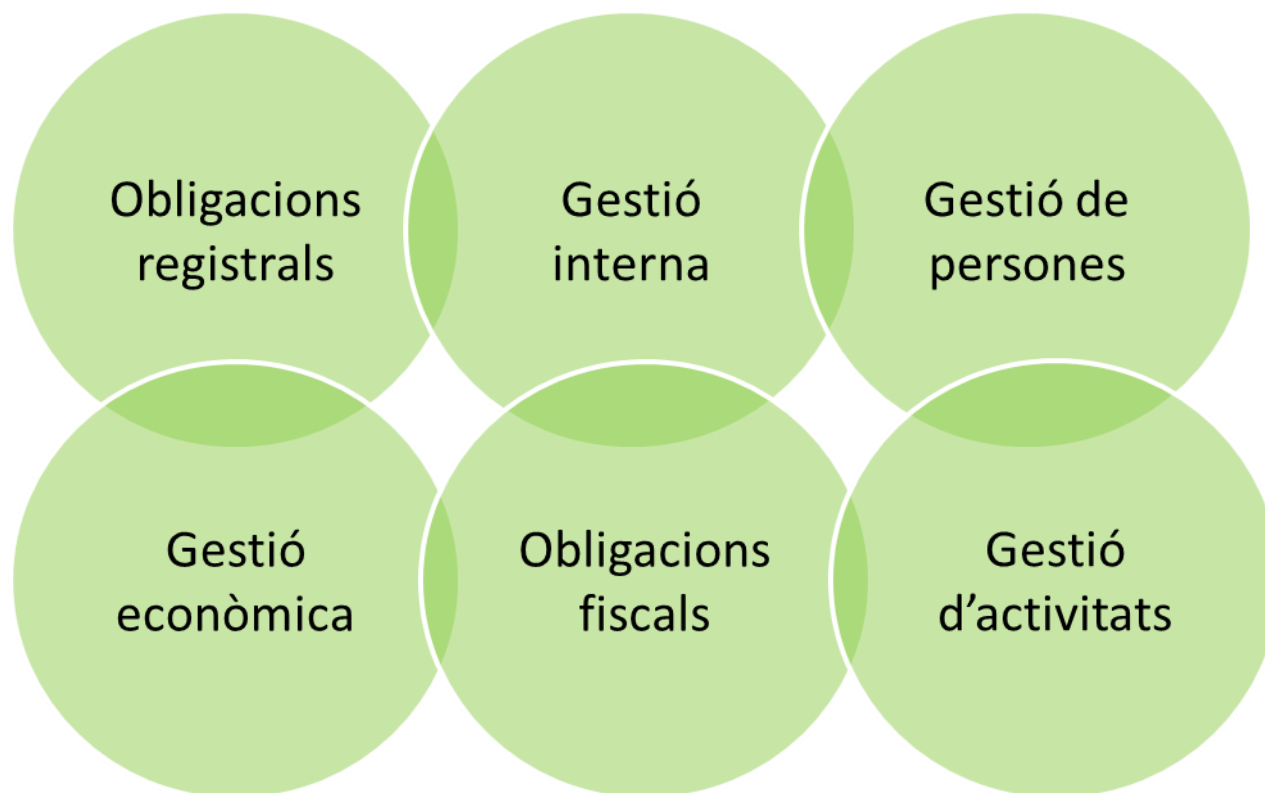 Obligacions
registrals
Gestió
interna
Gestió de
persones
Gestió
econòmica
Obligacions
fiscals
Gestió
d’activitats